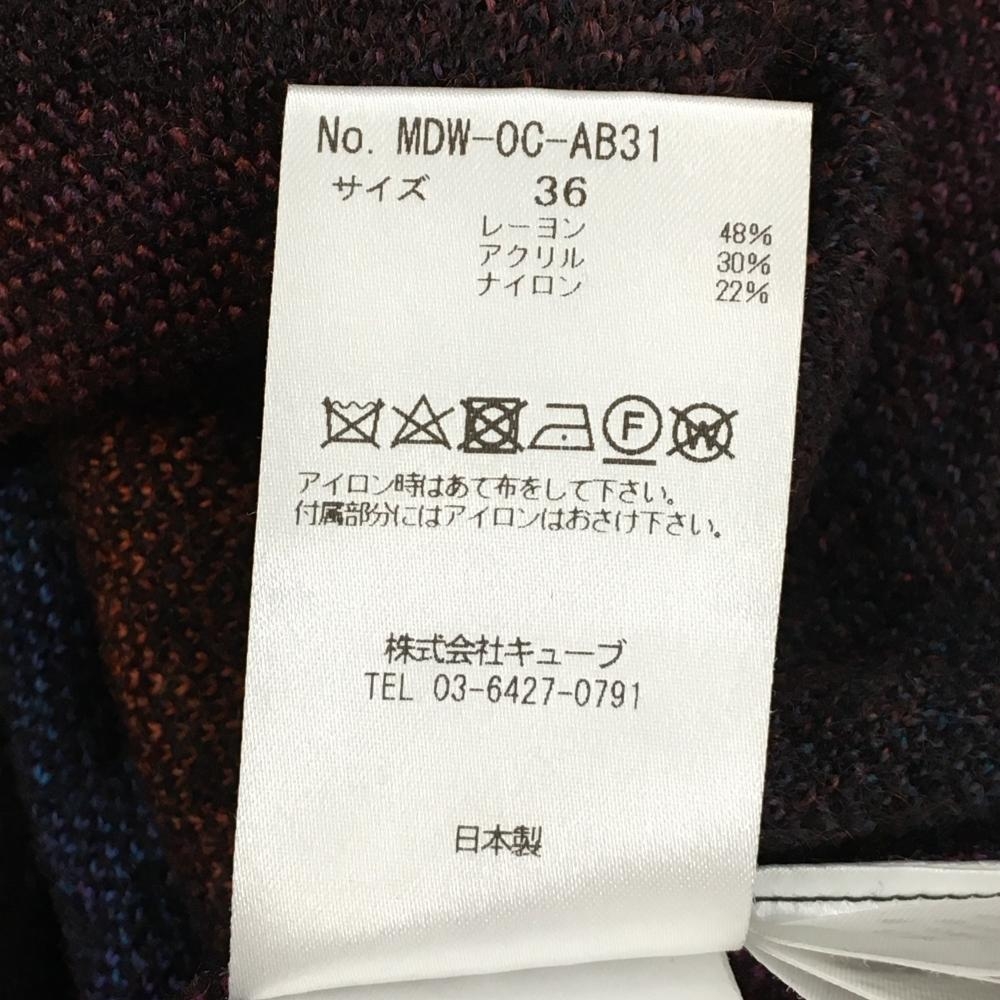 No. MDW-OC-AB31
サイズ 36
レーヨン 48%
アクリル 30%
ナイロン 22%
F W
アイロン時はあて布をして下さい。
付属部分にはアイロンはおさけ下さい。
株式会社キューブ
TEL 03-6427-0791
日本製